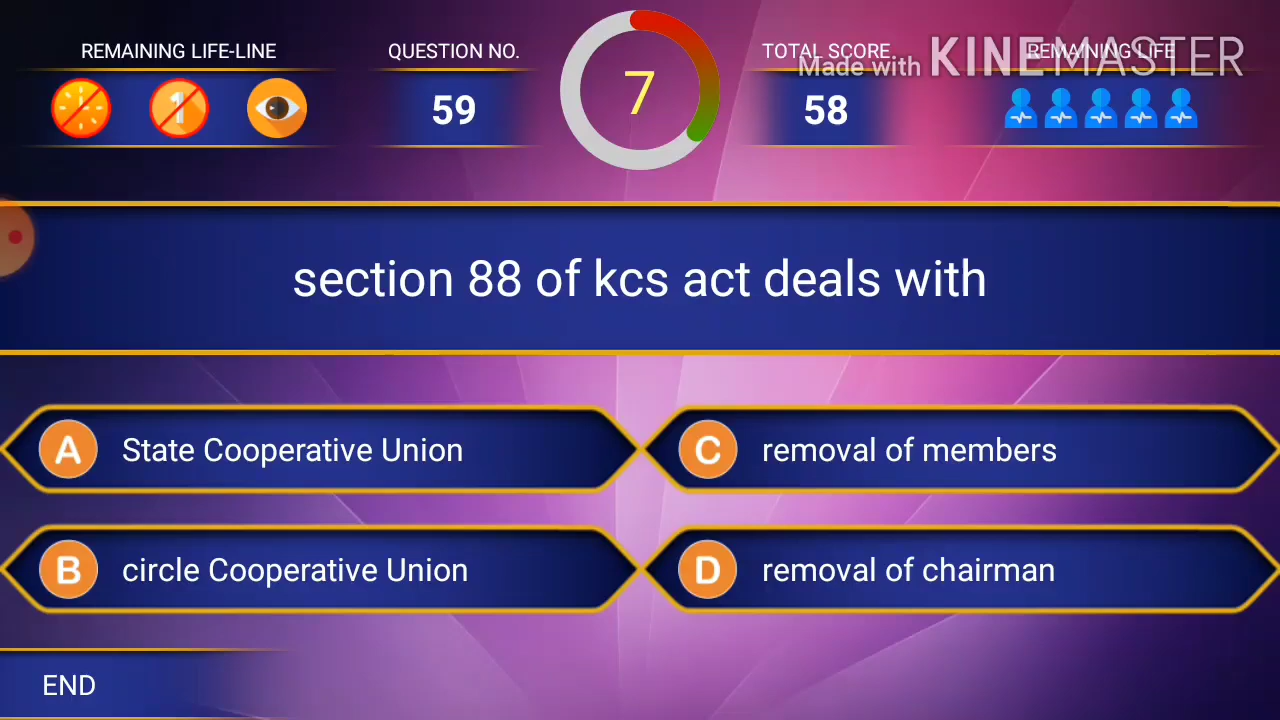 REMAINING LIFE-LINE
QUESTION NO.
59
7
TOTAL SCORE
58
REMAINING LIFE
Made with KINEMASTER
1
section 88 of kcs act deals with
A State Cooperative Union
C removal of members
B circle Cooperative Union
D removal of chairman
END